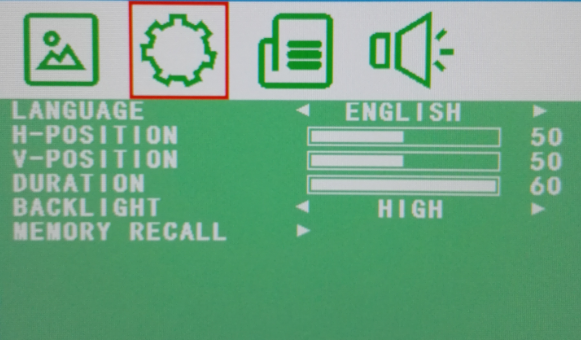 LANGUAGE ENGLISH
H-POSITION 50
V-POSITION 50
DURATION 60
BACKLIGHT HIGH
MEMORY RECALL